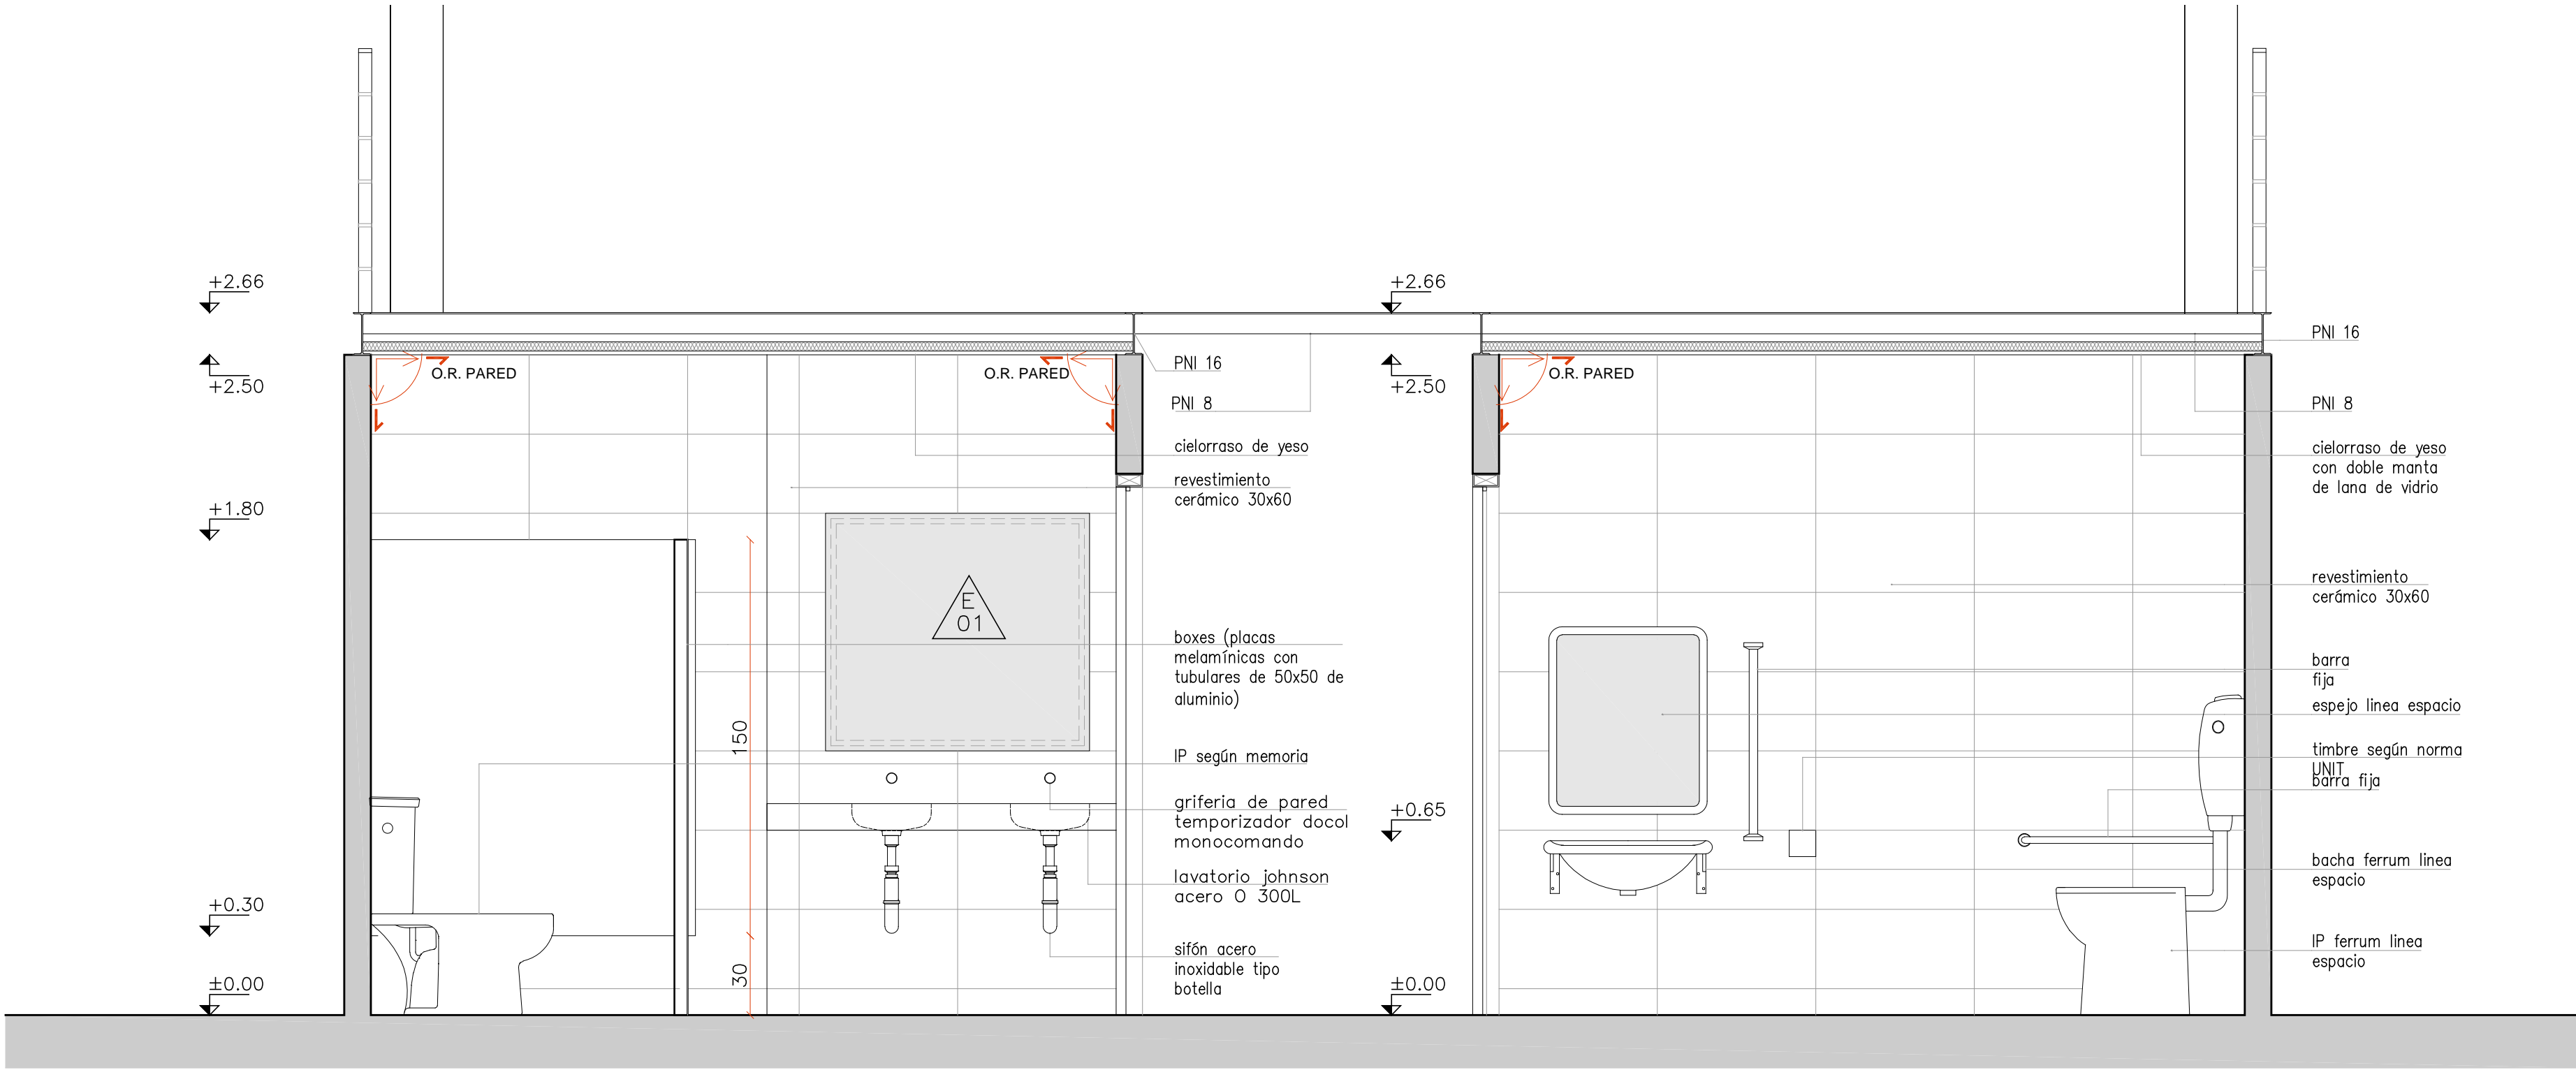 +2.66
+2.50
+1.80
+0.30
±0.00
O.R. PARED
O.R. PARED
E
01
150
30
PNI 16
PNI 8
cielorraso de yeso
revestimiento
cerámico 30x60
boxes (placas
melamínicas con
tubulares de 50x50 de
aluminio)
IP según memoria
griferia de pared
temporizador docol
monocomando
lavatorio johnson
acero O 300L
sifón acero
inoxidable tipo
botella
+2.66
+2.50
+0.65
±0.00
O.R. PARED
PNI 16
PNI 8
cielorraso de yeso
con doble manta
de lana de vidrio
revestimiento
cerámico 30x60
barra
fija
espejo linea espacio
timbre según norma
UNIT
barra fija
bacha ferrum linea
espacio
IP ferrum linea
espacio